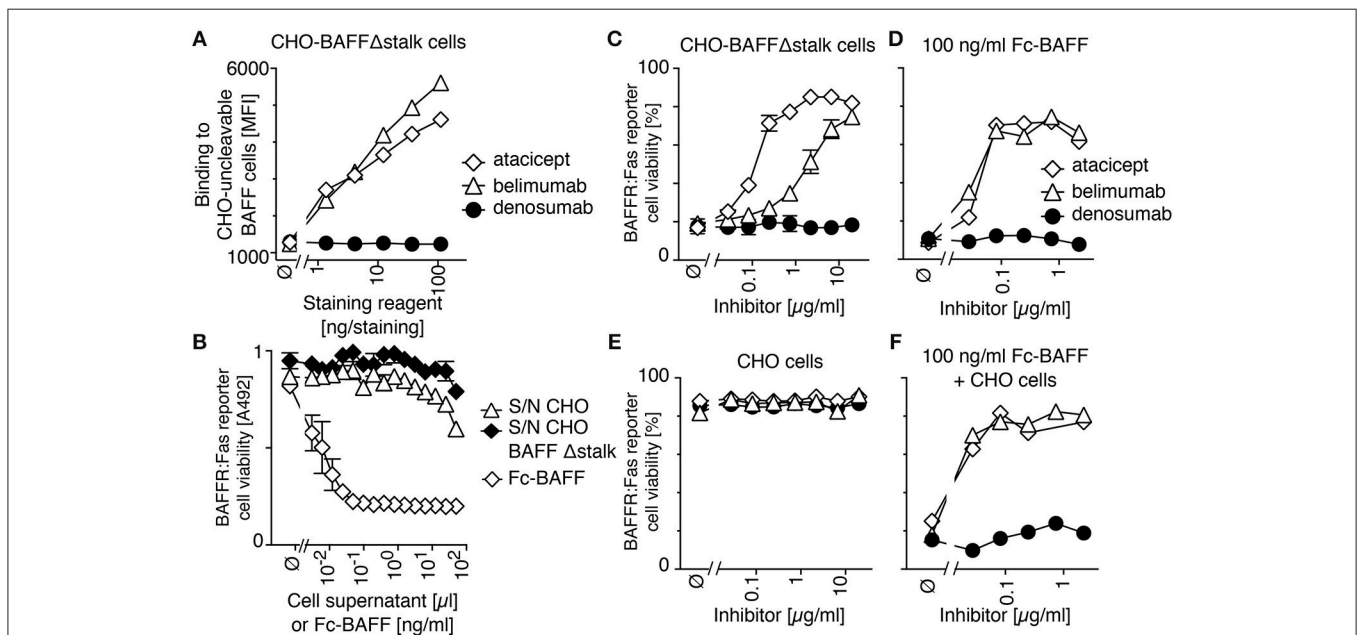 A
CHO-BAFFΔstalk cells
Binding to
CHO-uncleavable
BAFF cells [MFI]
6000
1000
Ø
1
10
100
Staining reagent
[ng/staining]
atacicept
belimumab
denosumab
B
BAFFR:Fas reporter
cell viability [A492]
1
0
Ø
10⁻²
10⁻¹
10⁰
10¹
10²
Cell supernatant [µl]
or Fc-BAFF [ng/ml]
S/N CHO
S/N CHO
BAFF Δstalk
Fc-BAFF
C
CHO-BAFFΔstalk cells
BAFFR:Fas reporter
cell viability [%]
100
0
Ø
0.1
1
10
Inhibitor [µg/ml]
D
100 ng/ml Fc-BAFF
atacicept
belimumab
denosumab
Ø
0.1
1
Inhibitor [µg/ml]
E
CHO cells
BAFFR:Fas reporter
cell viability [%]
100
0
Ø
0.1
1
10
Inhibitor [µg/ml]
F
100 ng/ml Fc-BAFF
+ CHO cells
Ø
0.1
1
Inhibitor [µg/ml]